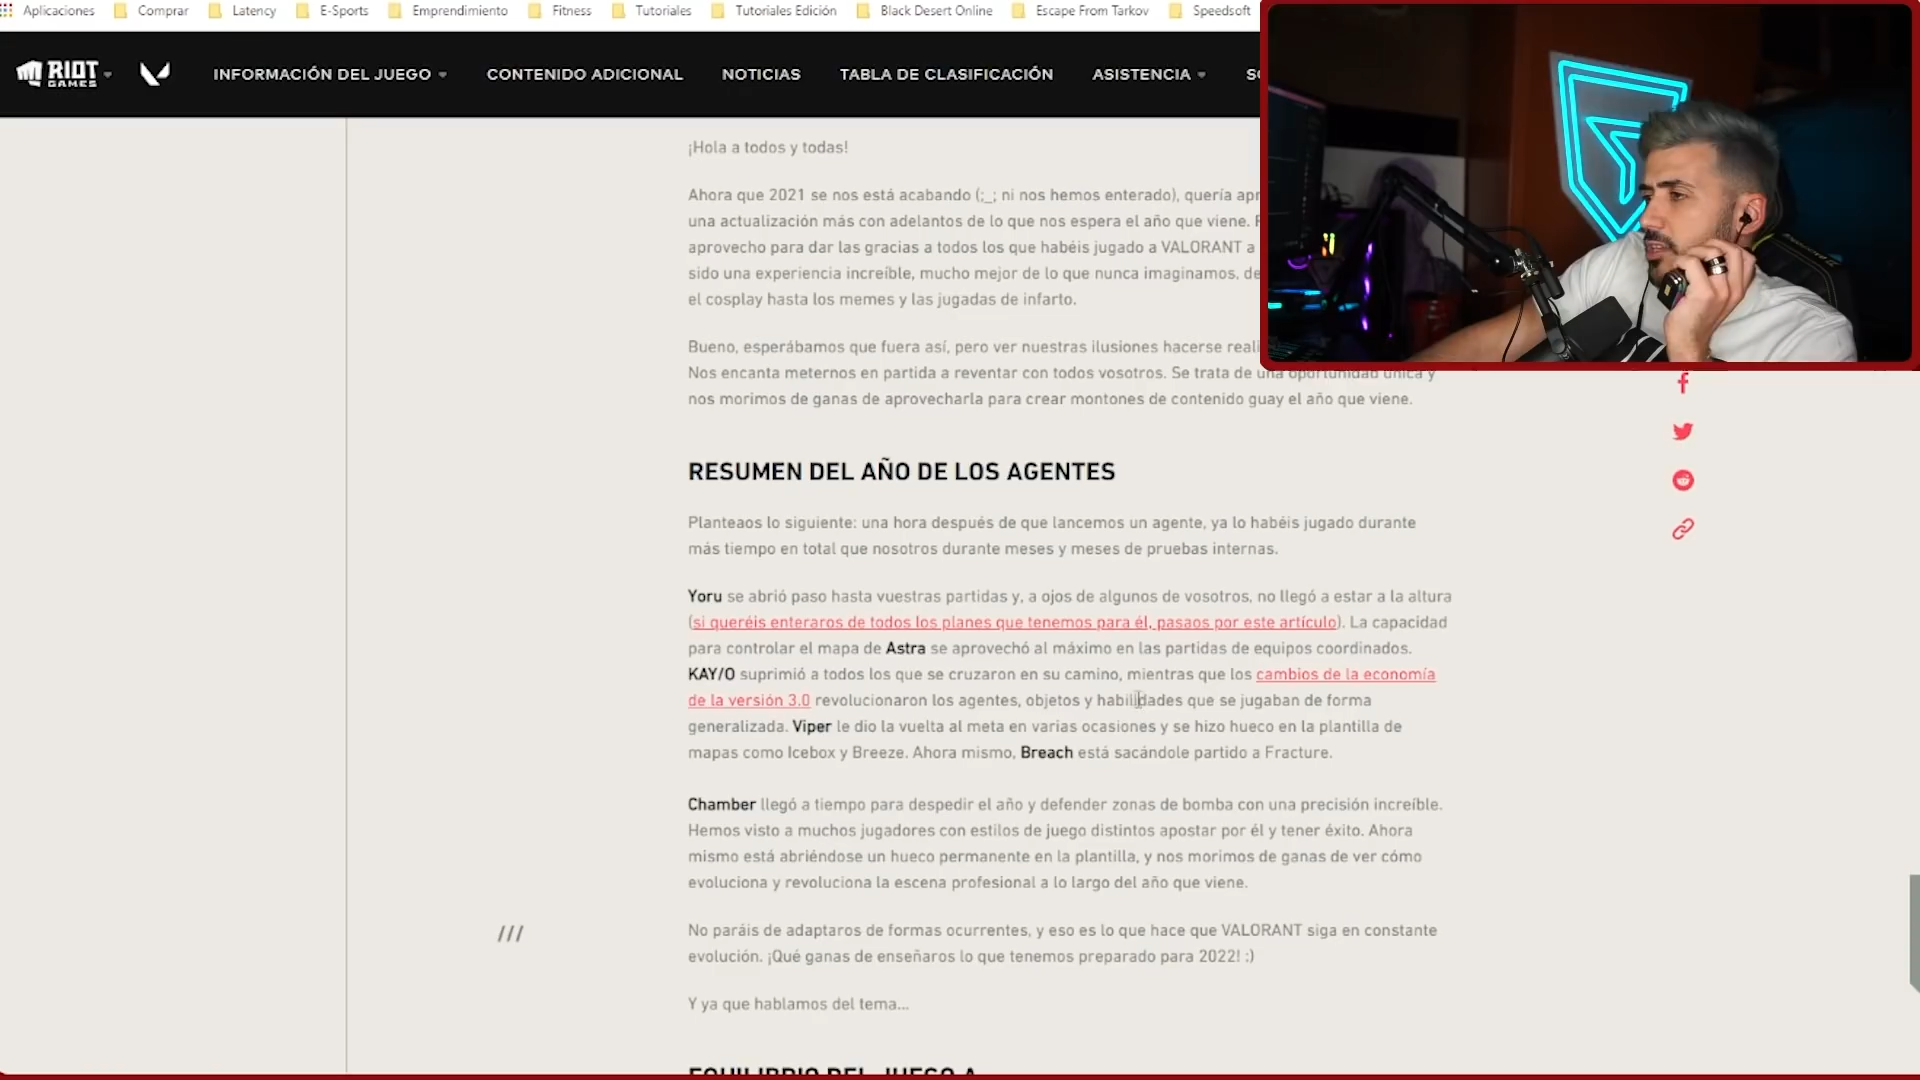 Aplicaciones Comprar Latency E-Sports Emprendimiento Fitness Tutoriales Tutoriales Edición Black Desert Online Escape From Tarkov Speedsoft
RIOT GAMES INFORMACIÓN DEL JUEGO CONTENIDO ADICIONAL NOTICIAS TABLA DE CLASIFICACIÓN ASISTENCIA
¡Hola a todos y todas!
Ahora que 2021 se nos está acabando (;_; ni nos hemos enterado), quería apr
una actualización más con adelantos de lo que nos espera el año que viene.
aprovecho para dar las gracias a todos los que habéis jugado a VALORANT a
sido una experiencia increíble, mucho mejor de lo que nunca imaginamos, de
el cosplay hasta los memes y las jugadas de infarto.
Bueno, esperábamos que fuera así, pero ver nuestras ilusiones hacerse reali
Nos encanta meternos en partida a reventar con todos vosotros. Se trata de una oportunidad única y
nos morimos de ganas de aprovecharla para crear montones de contenido guay el año que viene.
RESUMEN DEL AÑO DE LOS AGENTES
Planteaos lo siguiente: una hora después de que lancemos un agente, ya lo habéis jugado durante
más tiempo en total que nosotros durante meses y meses de pruebas internas.
Yoru se abrió paso hasta vuestras partidas y, a ojos de algunos de vosotros, no llegó a estar a la altura
(si queréis enteraros de todos los planes que tenemos para él, pasaos por este artículo). La capacidad
para controlar el mapa de Astra se aprovechó al máximo en las partidas de equipos coordinados.
KAY/O suprimió a todos los que se cruzaron en su camino, mientras que los cambios de la economía
de la versión 3.0 revolucionaron los agentes, objetos y habilidades que se jugaban de forma
generalizada. Viper le dio la vuelta al meta en varias ocasiones y se hizo hueco en la plantilla de
mapas como Icebox y Breeze. Ahora mismo, Breach está sacándole partido a Fracture.
Chamber llegó a tiempo para despedir el año y defender zonas de bomba con una precisión increíble.
Hemos visto a muchos jugadores con estilos de juego distintos apostar por él y tener éxito. Ahora
mismo está abriéndose un hueco permanente en la plantilla, y nos morimos de ganas de ver cómo
evoluciona y revoluciona la escena profesional a lo largo del año que viene.
///
No paráis de adaptaros de formas ocurrentes, y eso es lo que hace que VALORANT siga en constante
evolución. ¡Qué ganas de enseñaros lo que tenemos preparado para 2022! :)
Y ya que hablamos del tema...
EQUILIBRIO DEL JUEGO A